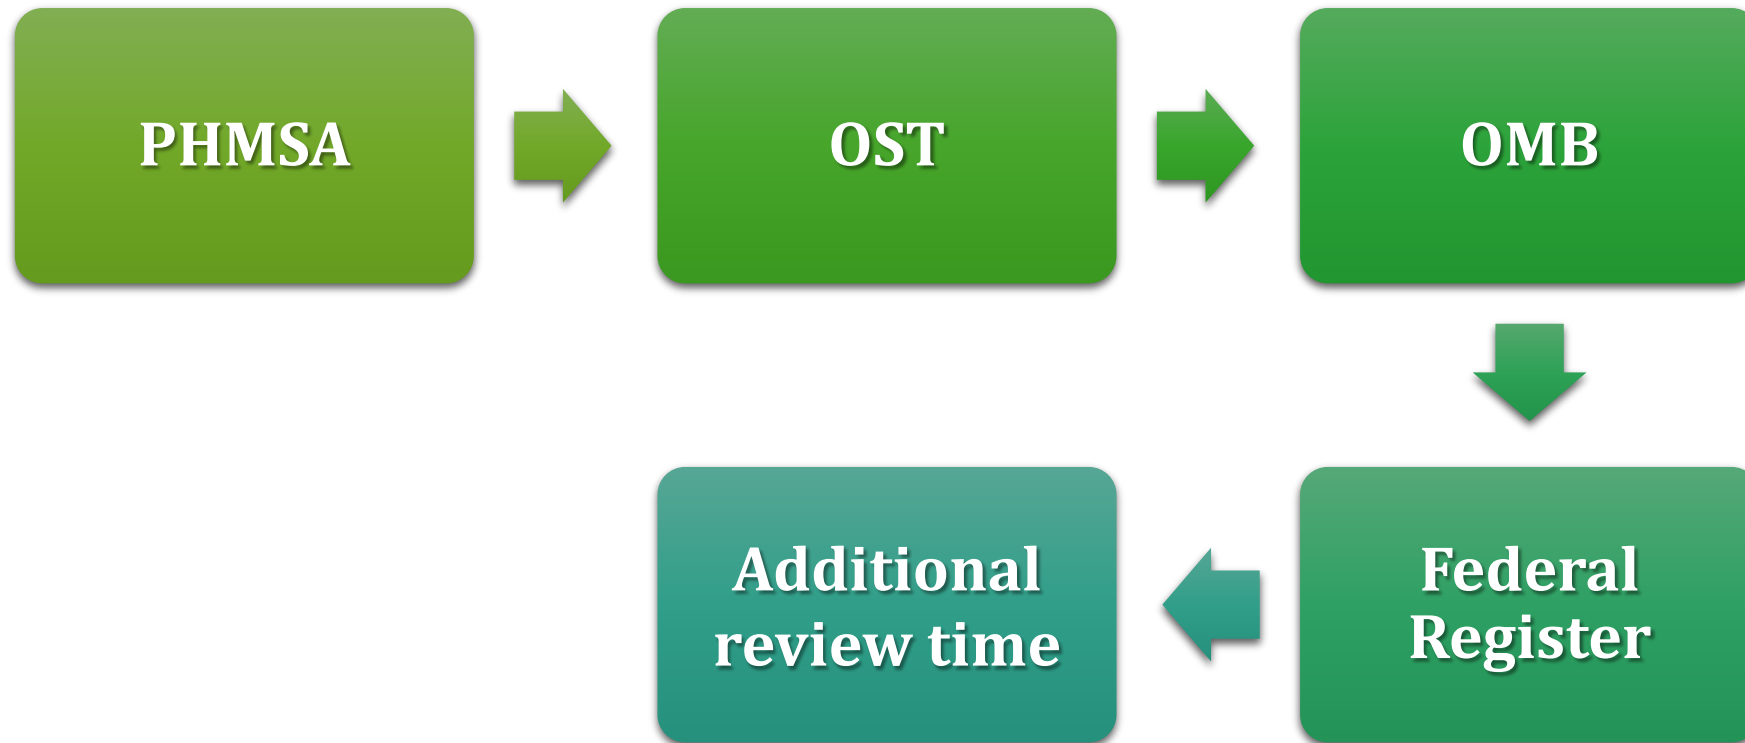 PHMSA
OST
OMB
Federal
Register
Additional
review time